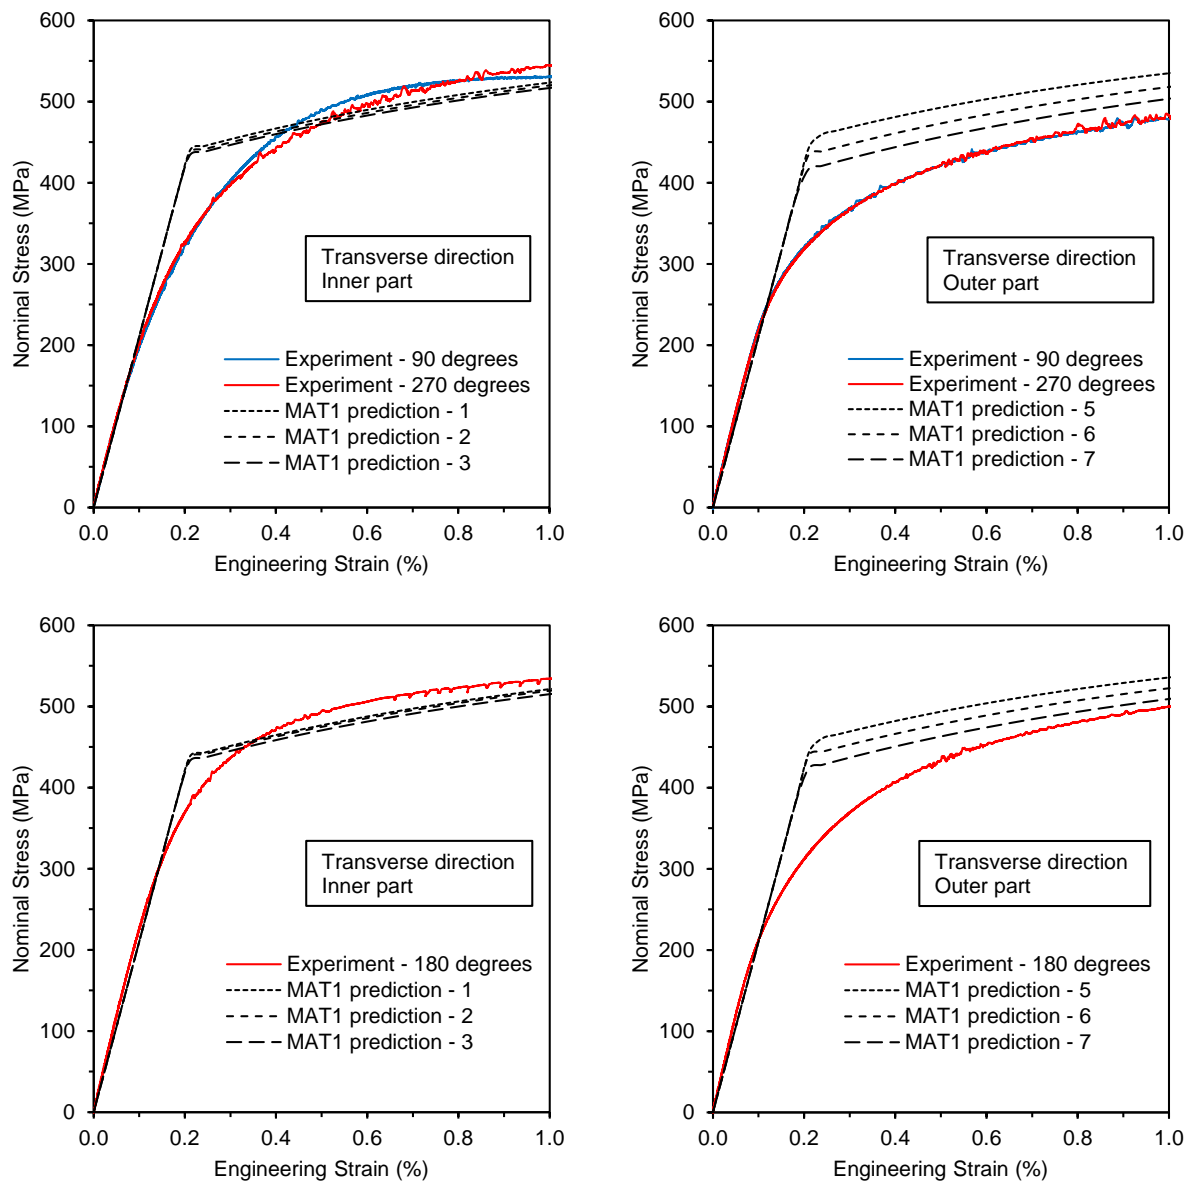 600
500
400
300
200
100
0
Nominal Stress (MPa)
Transverse direction
Inner part
Experiment - 90 degrees
Experiment - 270 degrees
MAT1 prediction - 1
MAT1 prediction - 2
MAT1 prediction - 3
0.0 0.2 0.4 0.6 0.8 1.0
Engineering Strain (%)
600
500
400
300
200
100
0
Nominal Stress (MPa)
Transverse direction
Outer part
Experiment - 90 degrees
Experiment - 270 degrees
MAT1 prediction - 5
MAT1 prediction - 6
MAT1 prediction - 7
0.0 0.2 0.4 0.6 0.8 1.0
Engineering Strain (%)
600
500
400
300
200
100
0
Nominal Stress (MPa)
Transverse direction
Inner part
Experiment - 180 degrees
MAT1 prediction - 1
MAT1 prediction - 2
MAT1 prediction - 3
0.0 0.2 0.4 0.6 0.8 1.0
Engineering Strain (%)
600
500
400
300
200
100
0
Nominal Stress (MPa)
Transverse direction
Outer part
Experiment - 180 degrees
MAT1 prediction - 5
MAT1 prediction - 6
MAT1 prediction - 7
0.0 0.2 0.4 0.6 0.8 1.0
Engineering Strain (%)